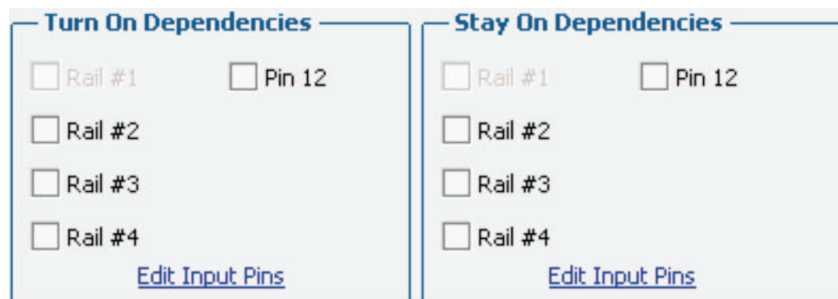 Turn On Dependencies
Rail #1 Pin 12
Rail #2
Rail #3
Rail #4
Edit Input Pins
Stay On Dependencies
Rail #1 Pin 12
Rail #2
Rail #3
Rail #4
Edit Input Pins